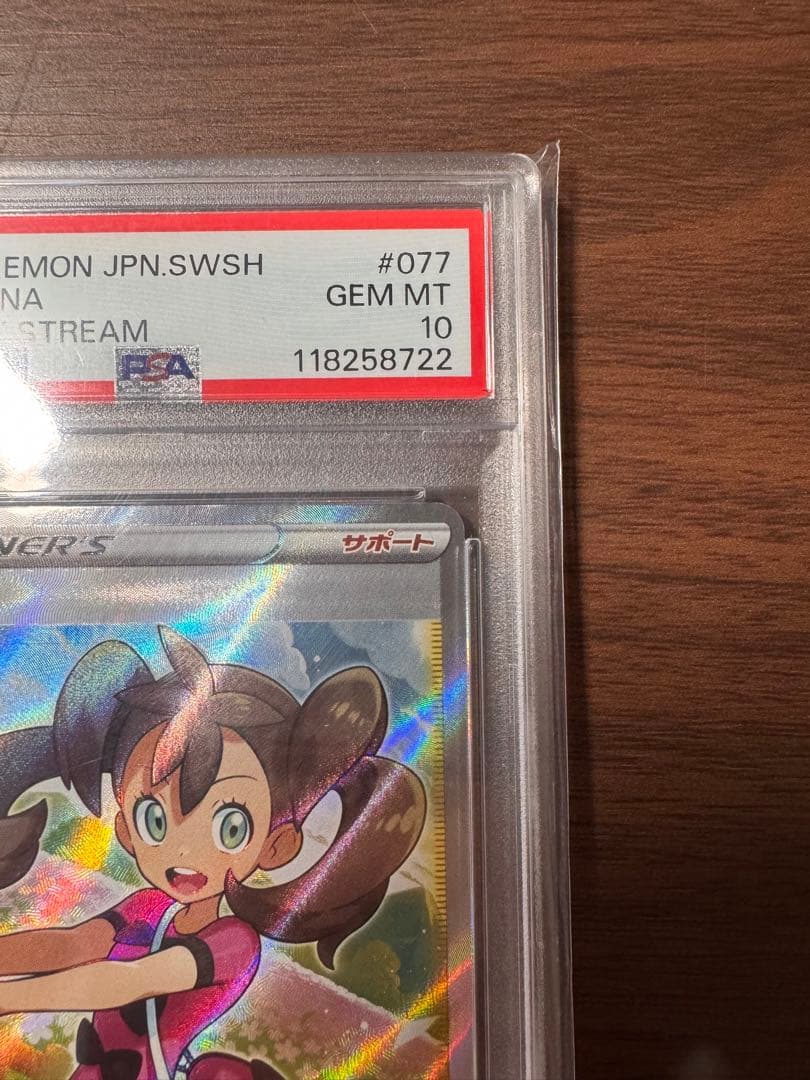 EMON JPN.SWSH #077
NA GEM MT
STREAM 10
PSA 118258722
NER'S サポート